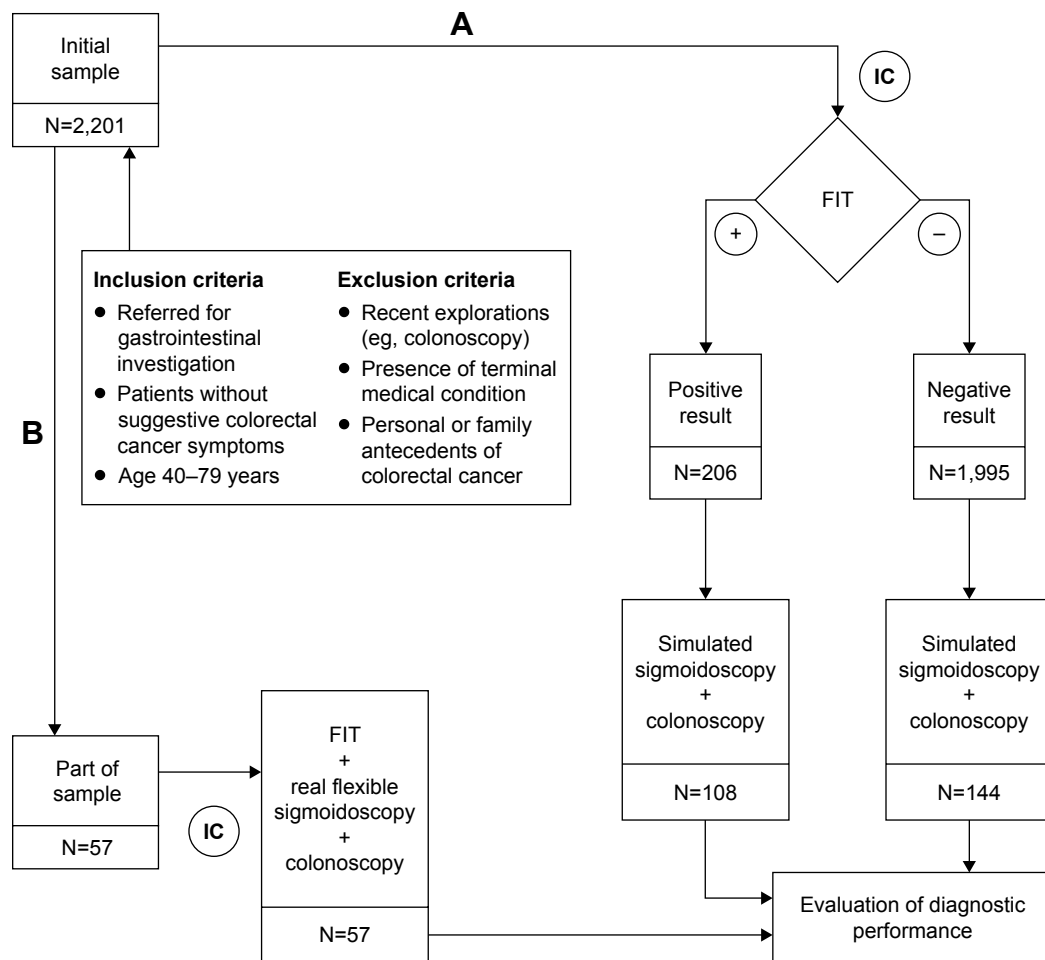 A
Initial
sample
N=2,201
IC
FIT
+
–
Inclusion criteria
● Referred for
gastrointestinal
investigation
● Patients without
suggestive colorectal
cancer symptoms
● Age 40–79 years
Exclusion criteria
● Recent explorations
(eg, colonoscopy)
● Presence of terminal
medical condition
● Personal or family
antecedents of
colorectal cancer
B
Positive
result
N=206
Negative
result
N=1,995
Simulated
sigmoidoscopy
+
colonoscopy
N=108
Simulated
sigmoidoscopy
+
colonoscopy
N=144
Part of
sample
N=57
IC
FIT
+
real flexible
sigmoidoscopy
+
colonoscopy
N=57
Evaluation of diagnostic
performance